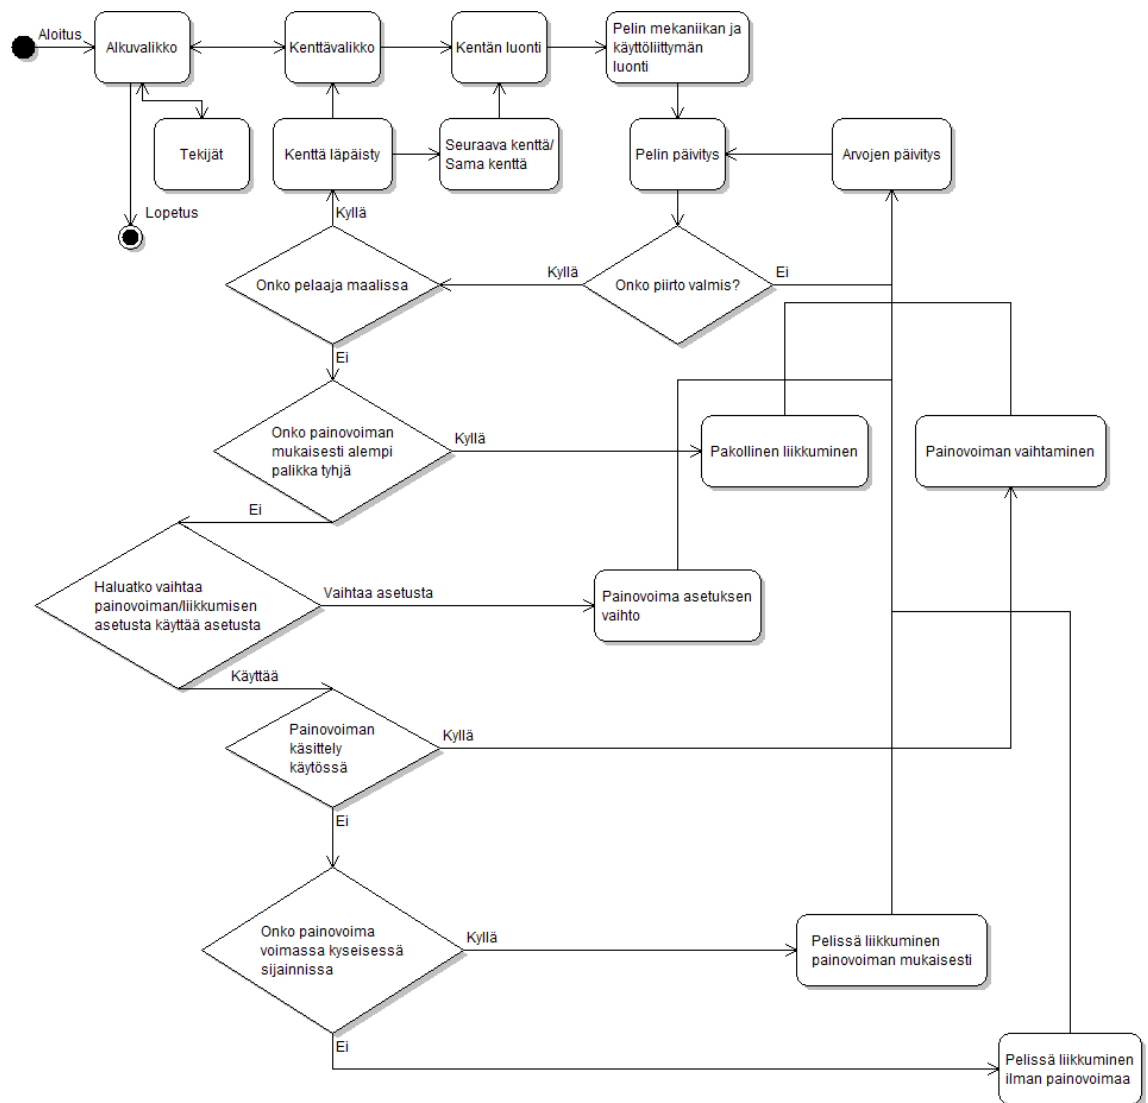 Aloitus
Alkuvalikko
Kenttävalikko
Kentän luonti
Pelin mekaniikan ja
käyttöliittymän
luonti
Tekijät
Kenttä läpäisty
Seuraava kenttä/
Sama kenttä
Pelin päivitys
Arvojen päivitys
Lopetus
Kyllä
Onko pelaaja maalissa
Kyllä
Onko piirto valmis?
Ei
Ei
Onko painovoiman
mukaisesti alempi
palikka tyhjä
Kyllä
Pakollinen liikkuminen
Painovoiman vaihtaminen
Ei
Haluatko vaihtaa
painovoiman/liikkumisen
asetusta käyttää asetusta
Vaihtaa asetusta
Painovoima asetuksen
vaihto
Käyttää
Painovoiman
käsittely
käytössä
Kyllä
Ei
Onko painovoima
voimassa kyseisessä
sijainnissa
Kyllä
Pelissä liikkuminen
painovoiman mukaisesti
Ei
Pelissä liikkuminen
ilman painovoimaa